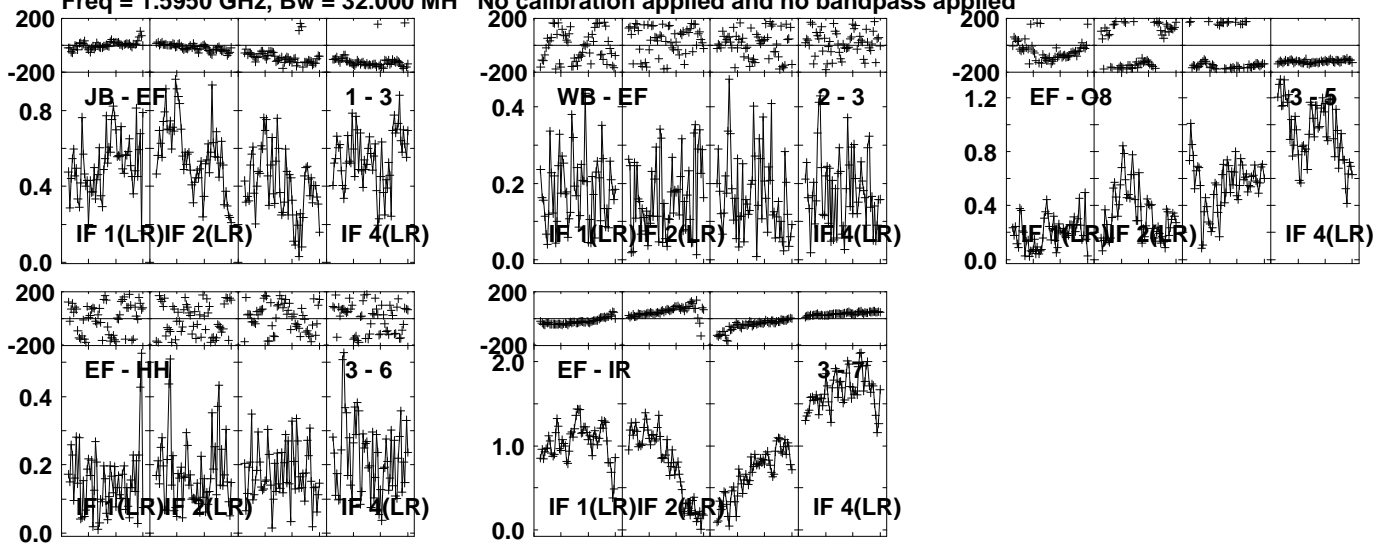 Freq = 1.5950 GHz, Bw = 32.000 MH No calibration applied and no bandpass applied
200
-200
JB - EF 1 - 3
0.8
0.4
0.0
IF 1(LR) IF 2(LR) IF 4(LR)
200
-200
WB - EF 2 - 3
0.4
0.2
0.0
IF 1(LR) IF 2(LR) IF 4(LR)
200
-200
EF - O8 3 - 5
1.2
0.8
0.4
0.0
IF 1(LR) IF 2(LR) IF 4(LR)
200
-200
EF - HH 3 - 6
0.4
0.2
0.0
IF 1(LR) IF 2(LR) IF 4(LR)
200
-200
EF - IR 3 - 7
2.0
1.0
0.0
IF 1(LR) IF 2(LR) IF 4(LR)